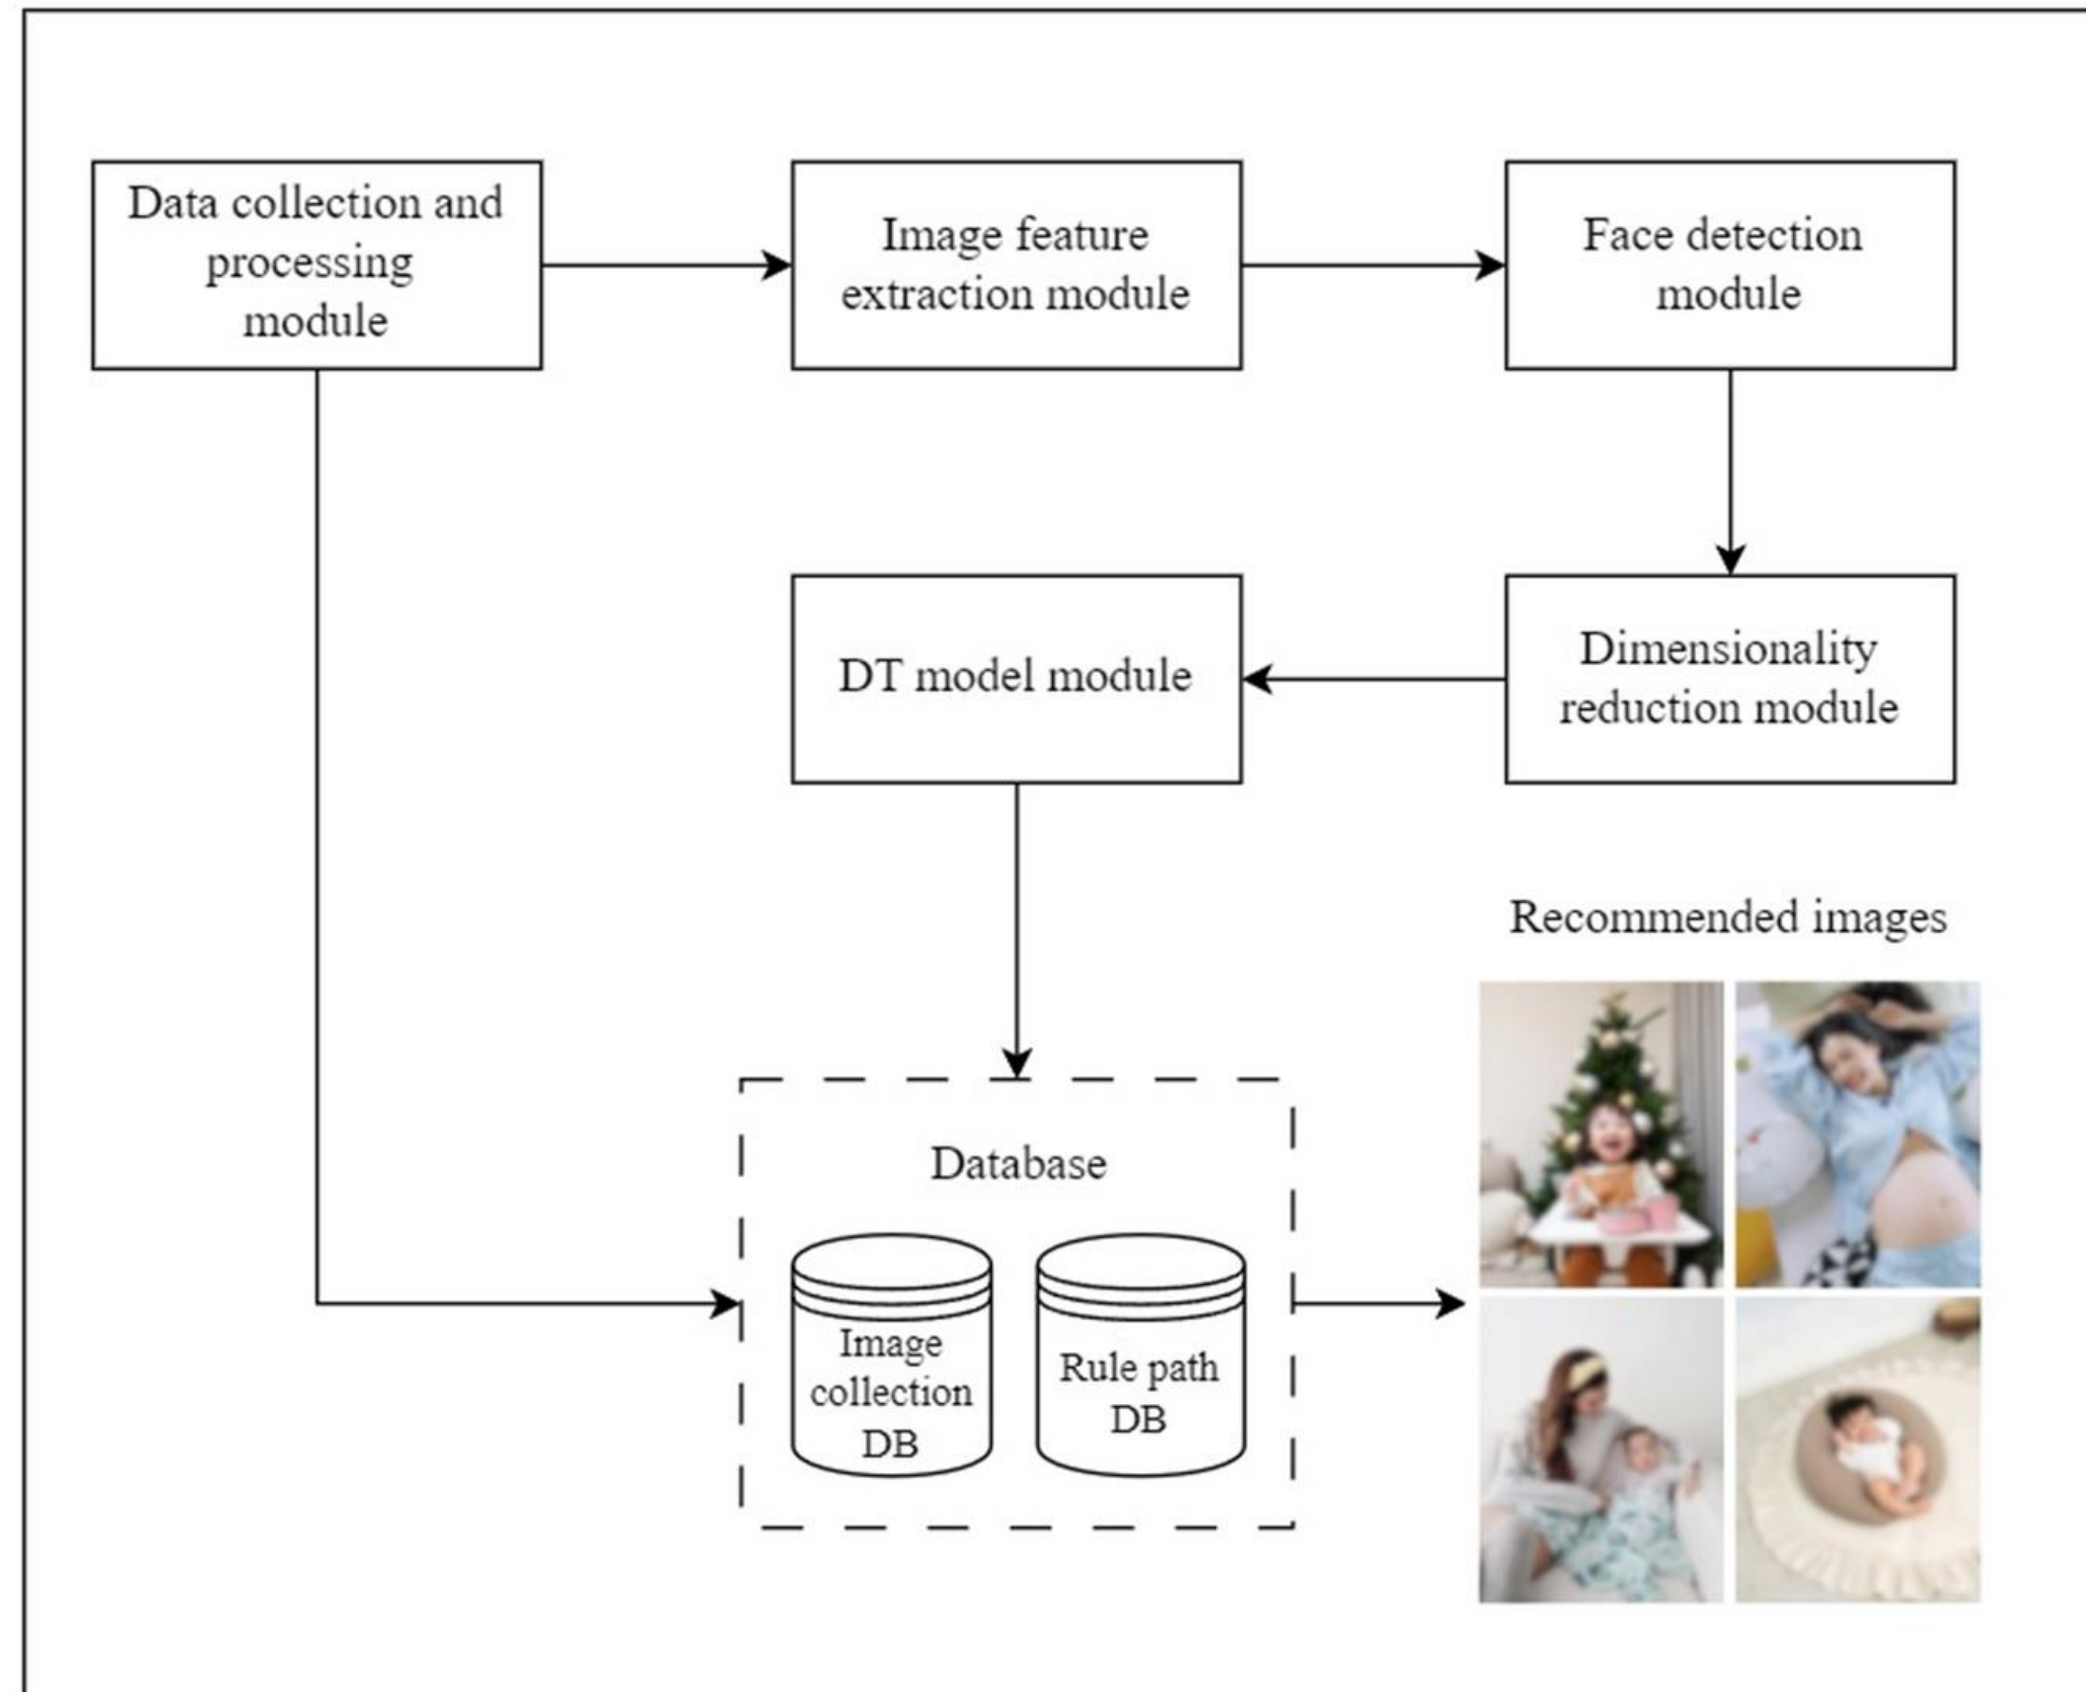 Data collection and
processing
module
Image feature
extraction module
Face detection
module
DT model module
Dimensionality
reduction module
Recommended images
Database
Image
collection
DB
Rule path
DB